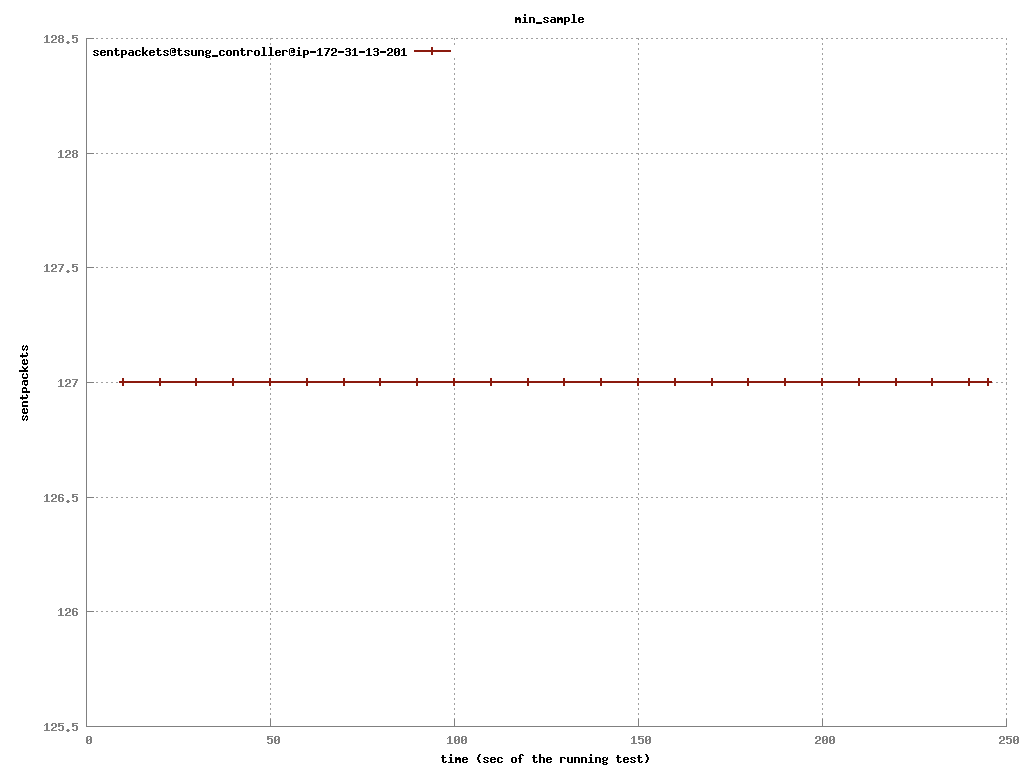 min_sample
sentpackets@tsung_controller@ip-172-31-13-201
128.5
128
127.5
127
126.5
126
125.5
sentpackets
0 50 100 150 200 250
time (sec of the running test)